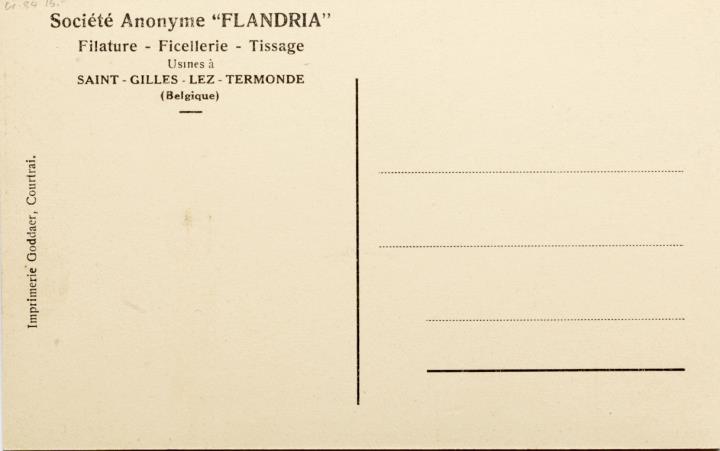 Société Anonyme “FLANDRIA”
Filature - Ficellerie - Tissage
Usines à
SAINT - GILLES - LEZ - TERMONDE
(Belgique)
Imprimerie Goddaer, Courtrai.